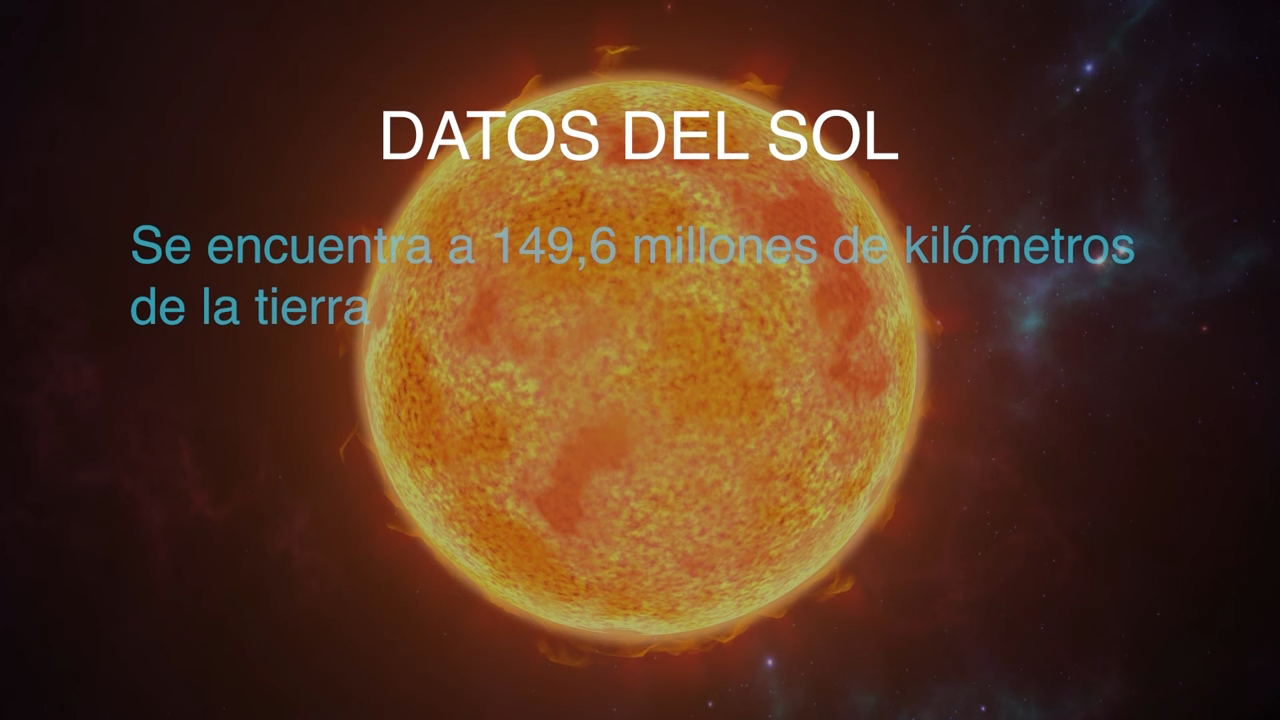 DATOS DEL SOL
Se encuentra a 149,6 millones de kilómetros
de la tierra